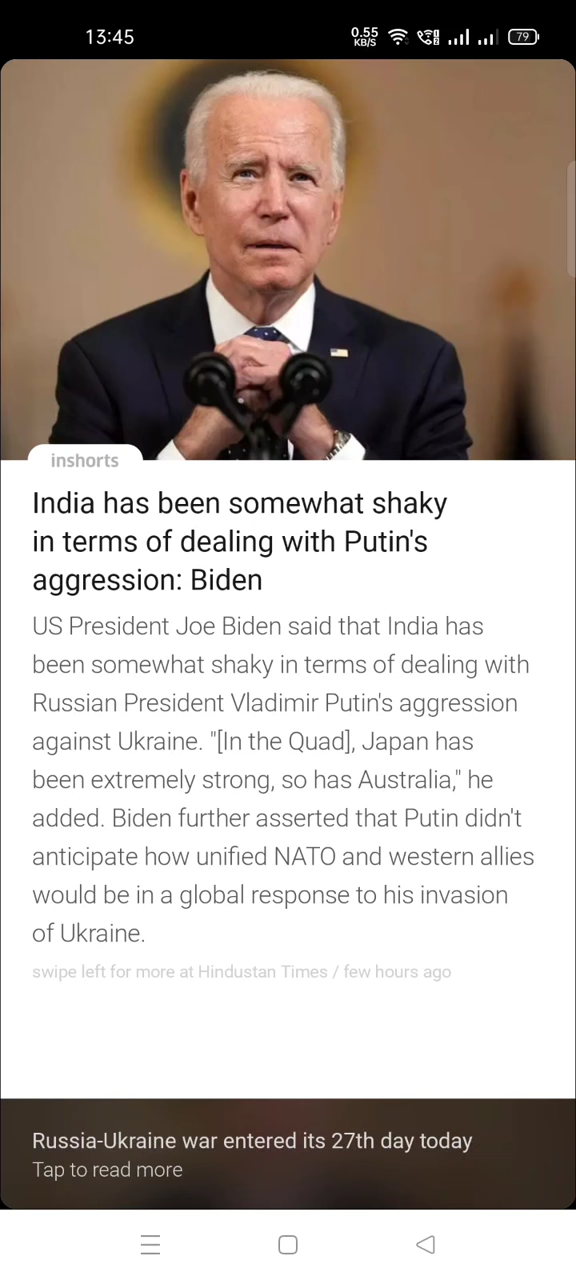 13:45
0.55
KB/S
79
inshorts
India has been somewhat shaky
in terms of dealing with Putin's
aggression: Biden
US President Joe Biden said that India has
been somewhat shaky in terms of dealing with
Russian President Vladimir Putin's aggression
against Ukraine. "[In the Quad], Japan has
been extremely strong, so has Australia," he
added. Biden further asserted that Putin didn't
anticipate how unified NATO and western allies
would be in a global response to his invasion
of Ukraine.
swipe left for more at Hindustan Times / few hours ago
Russia-Ukraine war entered its 27th day today
Tap to read more